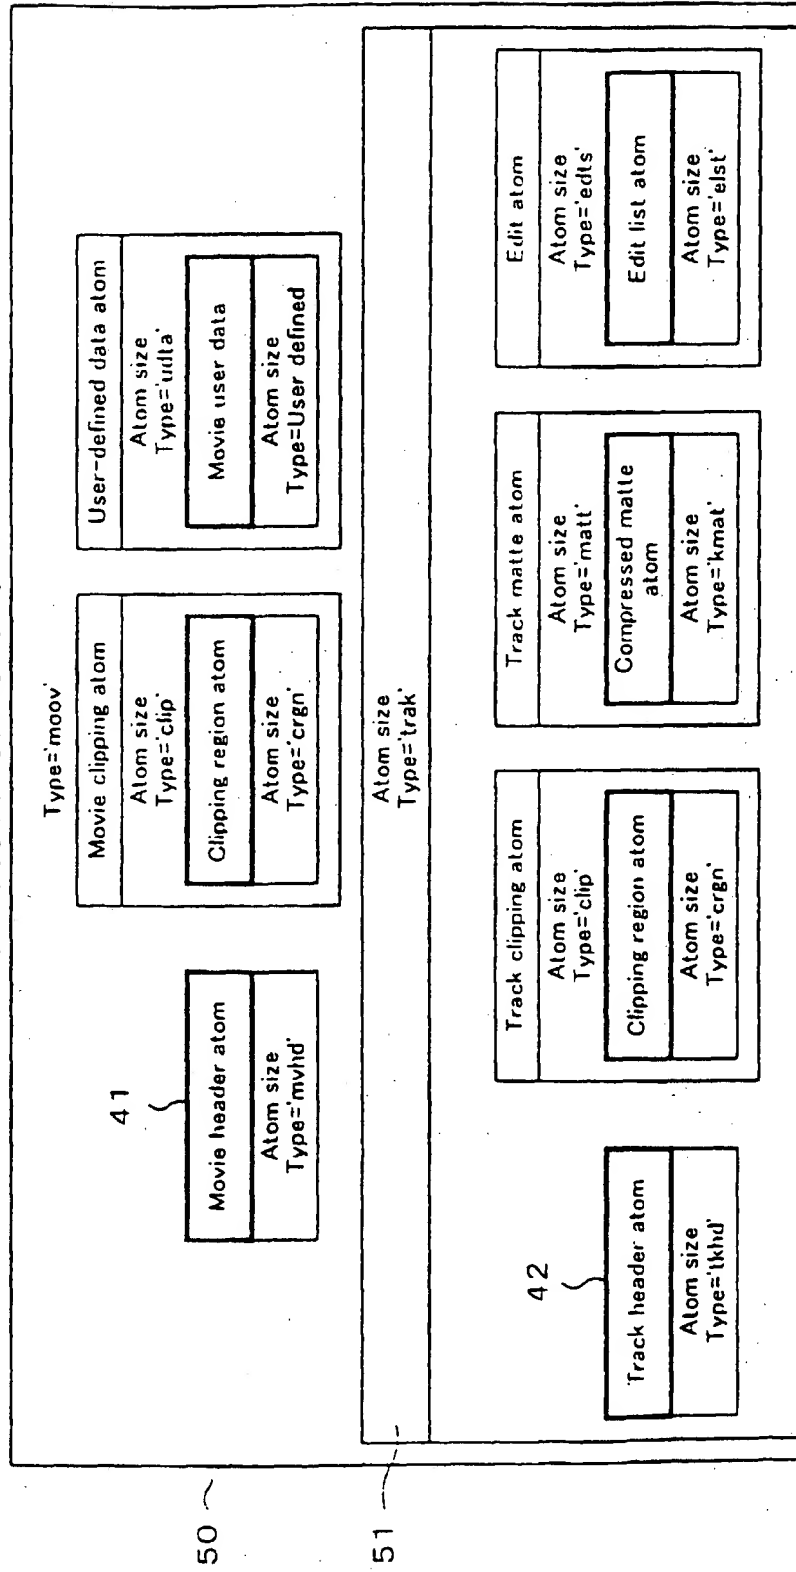 50
Type='moov'
41
Movie header atom
Atom size
Type='mvhd'
Movie clipping atom
Atom size
Type='clip'
Clipping region atom
Atom size
Type='crgn'
User-defined data atom
Atom size
Type='udta'
Movie user data
Atom size
Type=User defined
51
Atom size
Type='trak'
42
Track header atom
Atom size
Type='tkhd'
Track clipping atom
Atom size
Type='clip'
Clipping region atom
Atom size
Type='crgn'
Track matte atom
Atom size
Type='matt'
Compressed matte
atom
Atom size
Type='kmat'
Edit atom
Atom size
Type='edts'
Edit list atom
Atom size
Type='elst'